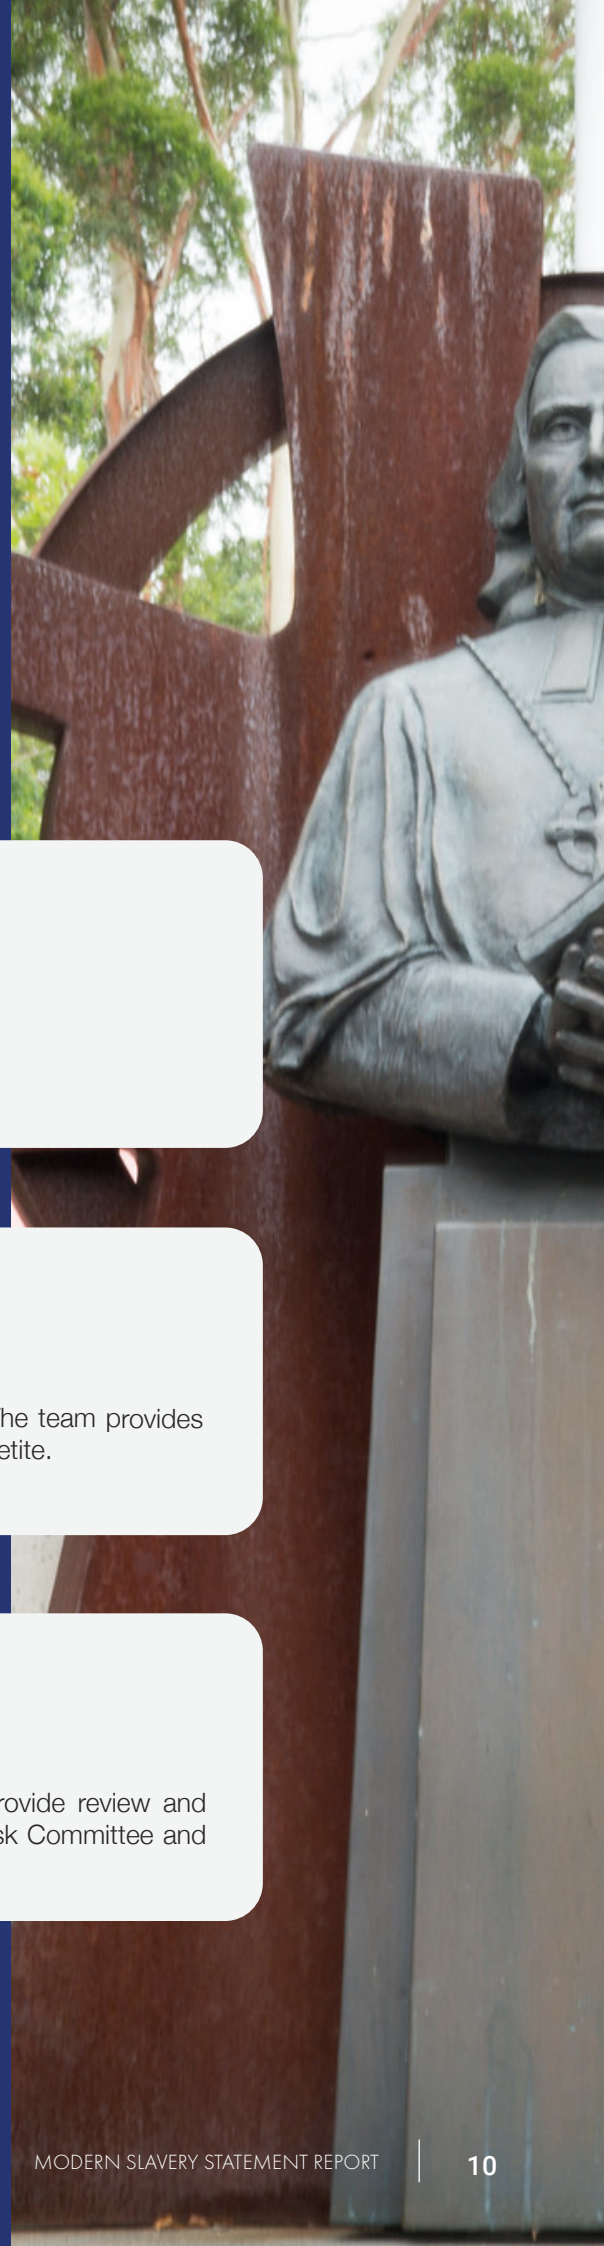 he team provides
etite.
rovide review and
sk Committee and
MODERN SLAVERY STATEMENT REPORT
10